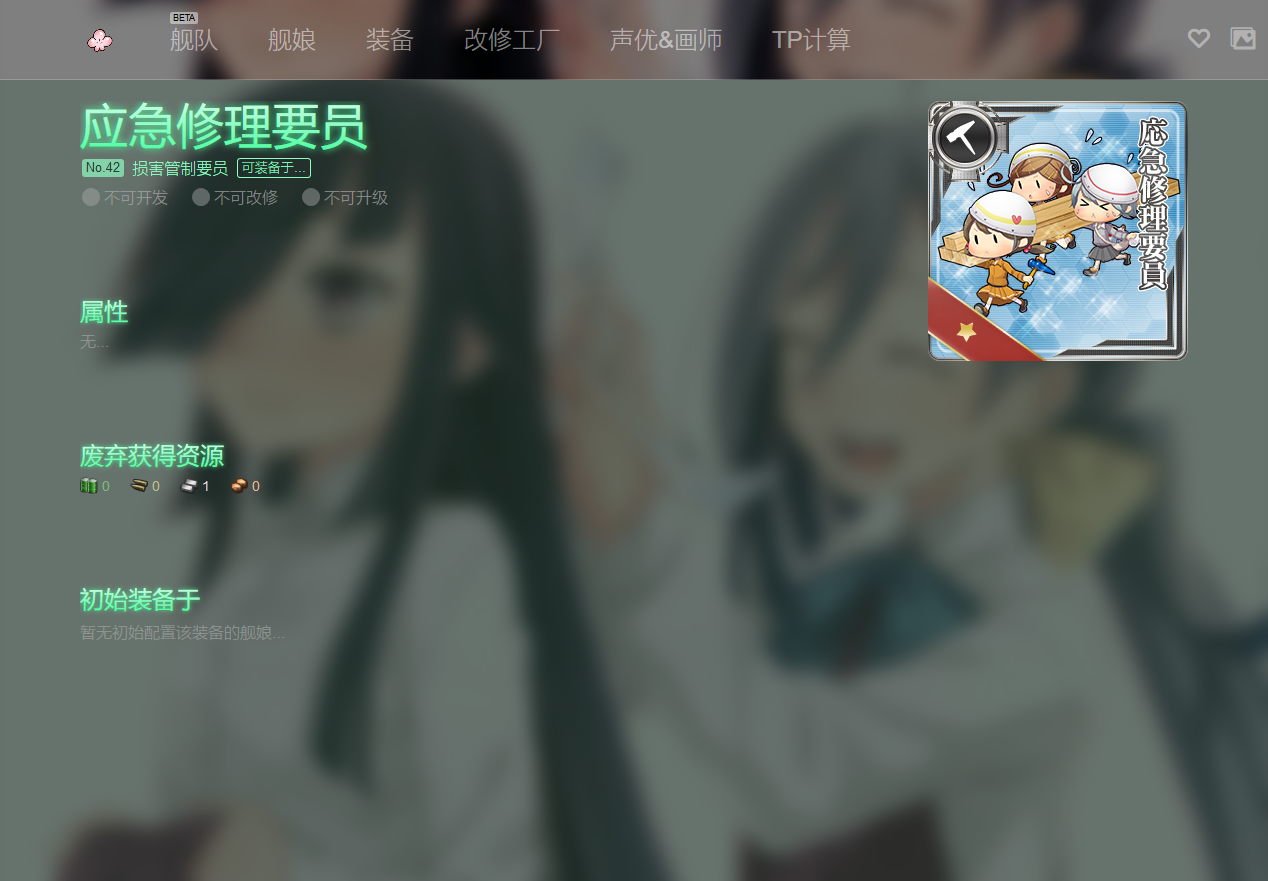 BETA
舰队 舰娘 装备 改修工厂 声优&画师 TP计算
应急修理要员
No.42 损害管制要员 可装备于...
不可开发 不可改修 不可升级
応急修理要員
属性
无...
废弃获得资源
0 0 1 0
初始装备于
暂无初始配置该装备的舰娘...